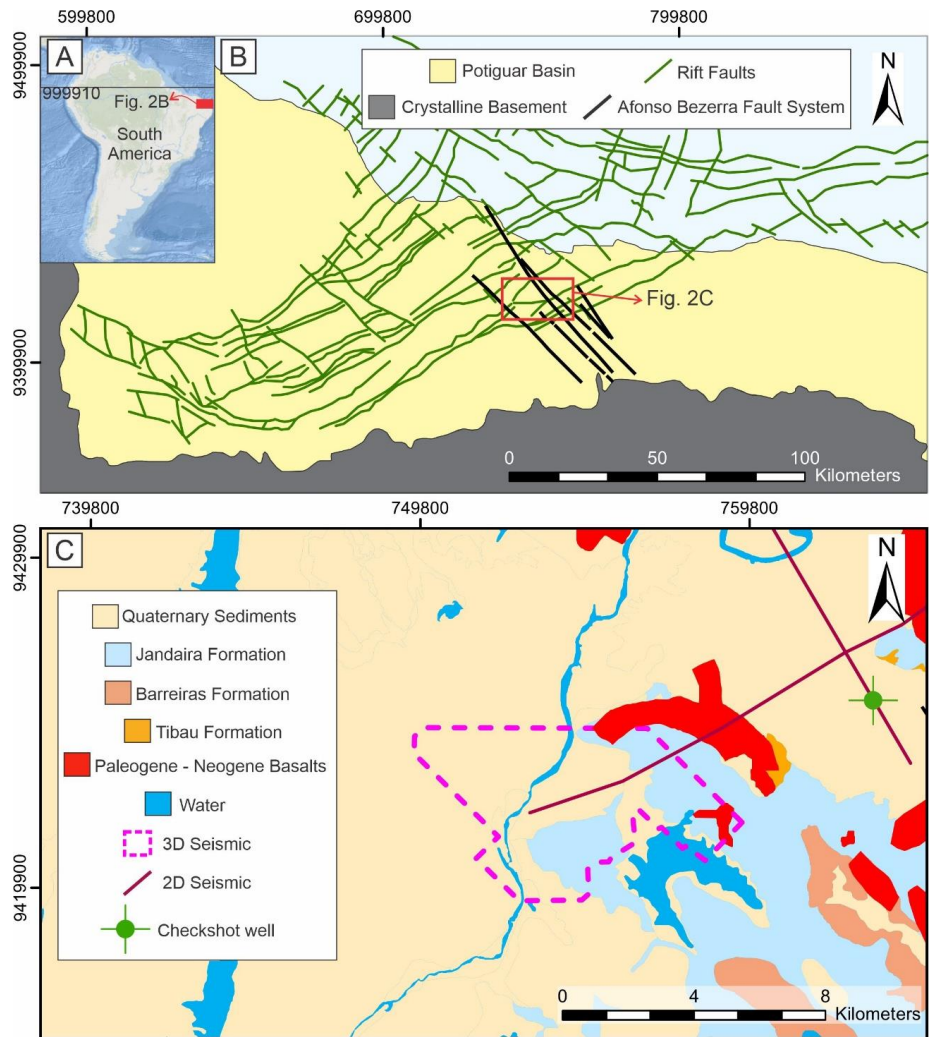 599800
699800
799800
A
B
9499900
9399900
999910
Fig. 2B
South
America
Potiguar Basin
Rift Faults
Crystalline Basement
Afonso Bezerra Fault System
N
Fig. 2C
0
50
100
Kilometers
739800
749800
759800
C
9429900
9419900
N
Quaternary Sediments
Jandaira Formation
Barreiras Formation
Tibau Formation
Paleogene - Neogene Basalts
Water
3D Seismic
2D Seismic
Checkshot well
0
4
8
Kilometers